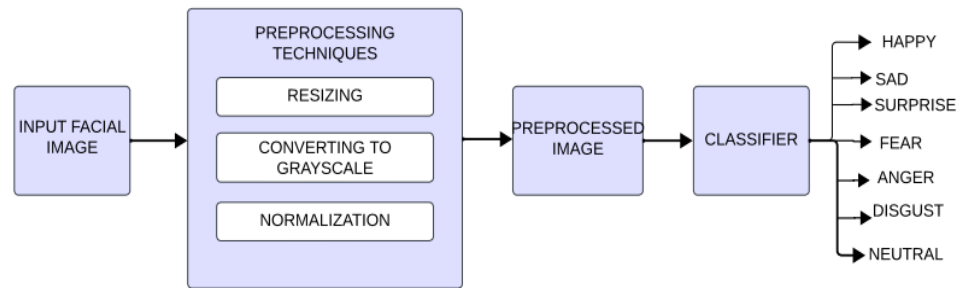 INPUT FACIAL
IMAGE
PREPROCESSING
TECHNIQUES
RESIZING
CONVERTING TO
GRAYSCALE
NORMALIZATION
PREPROCESSED
IMAGE
CLASSIFIER
HAPPY
SAD
SURPRISE
FEAR
ANGER
DISGUST
NEUTRAL